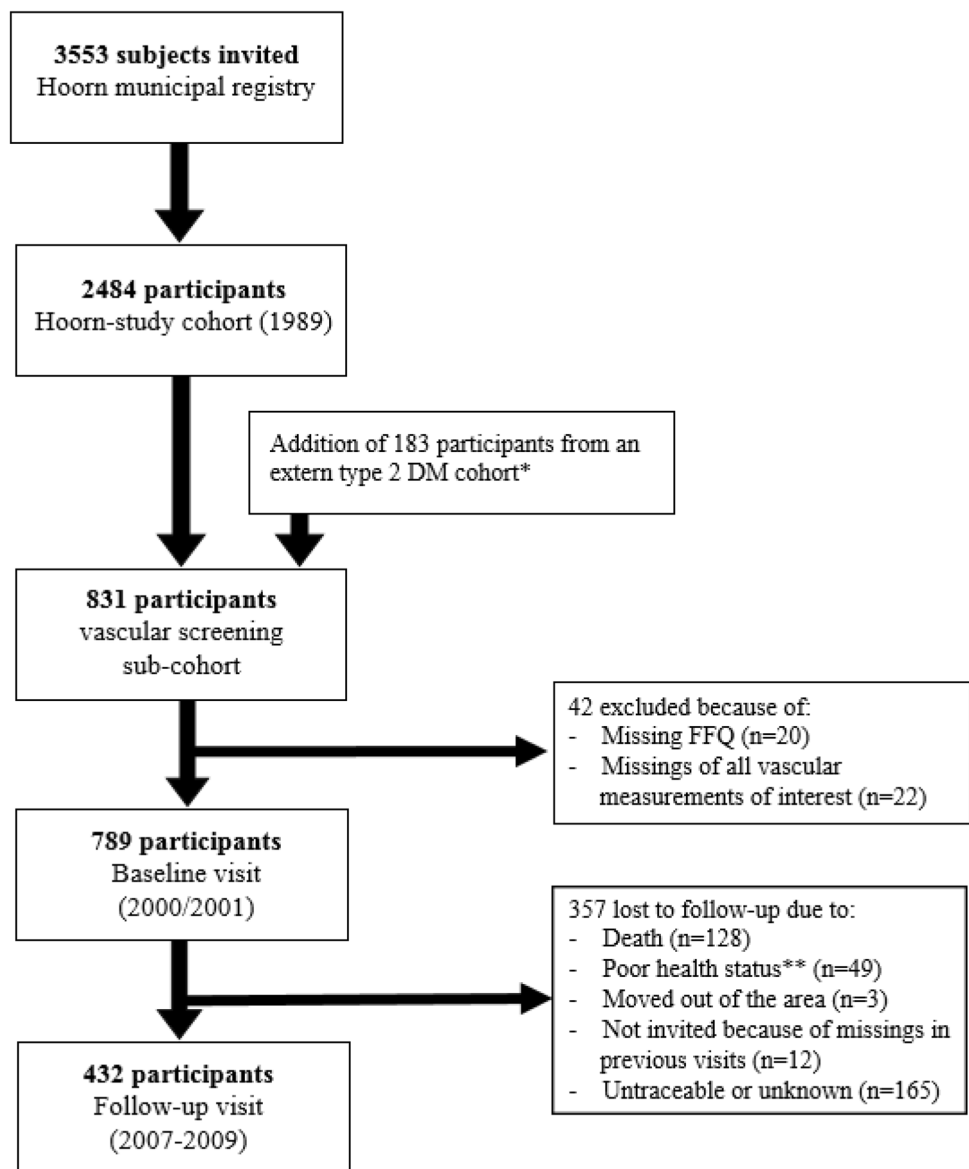 3553 subjects invited
Hoorn municipal registry
2484 participants
Hoorn-study cohort (1989)
Addition of 183 participants from an
extern type 2 DM cohort*
831 participants
vascular screening
sub-cohort
42 excluded because of:
- Missing FFQ (n=20)
- Missings of all vascular
measurements of interest (n=22)
789 participants
Baseline visit
(2000/2001)
357 lost to follow-up due to:
- Death (n=128)
- Poor health status** (n=49)
- Moved out of the area (n=3)
- Not invited because of missings in
previous visits (n=12)
- Untraceable or unknown (n=165)
432 participants
Follow-up visit
(2007-2009)